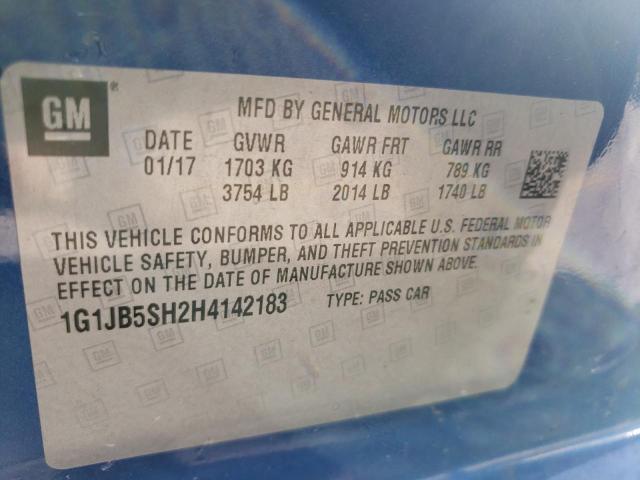 GM ®
MFD BY GENERAL MOTORS LLC
DATE GVWR GAWR FRT GAWR RR
01/17 1703 KG 914 KG 789 KG
3754 LB 2014 LB 1740 LB
THIS VEHICLE CONFORMS TO ALL APPLICABLE U.S. FEDERAL MOTOR
VEHICLE SAFETY, BUMPER, AND THEFT PREVENTION STANDARDS IN
EFFECT ON THE DATE OF MANUFACTURE SHOWN ABOVE.
1G1JB5SH2H4142183 TYPE: PASS CAR